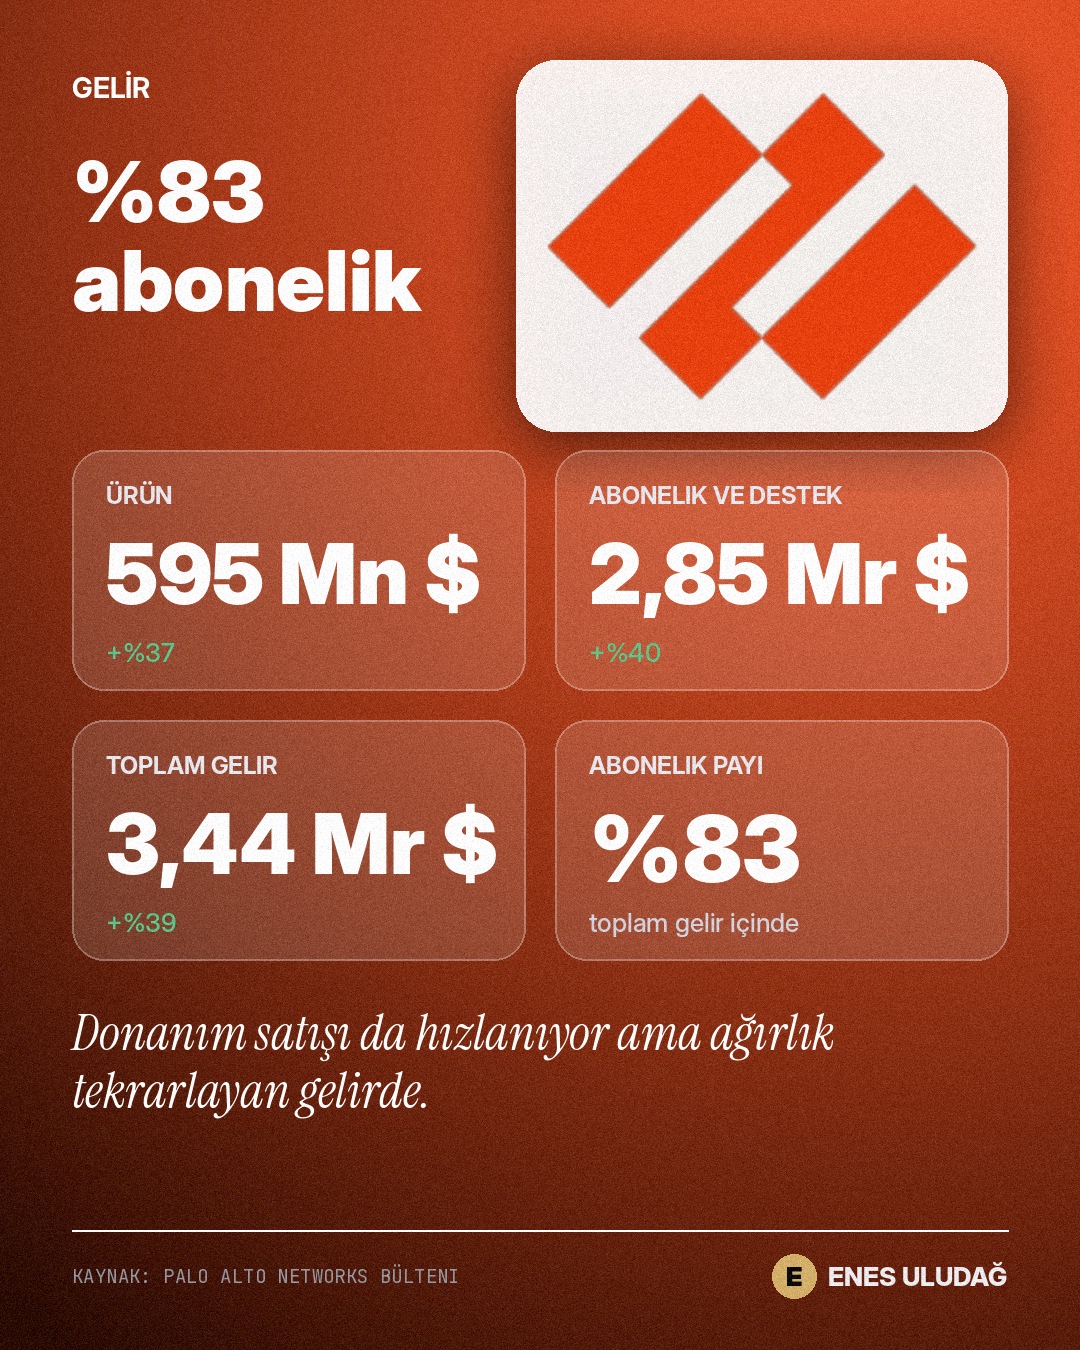 GELİR
%83
abonelik
ÜRÜN
595 Mn $
+%37
ABONELIK VE DESTEK
2,85 Mr $
+%40
TOPLAM GELIR
3,44 Mr $
+%39
ABONELIK PAYI
%83
toplam gelir içinde
Donanım satışı da hızlanıyor ama ağırlık
tekrarlayan gelirde.
KAYNAK: PALO ALTO NETWORKS BÜLTENI
E ENES ULUDAĞ